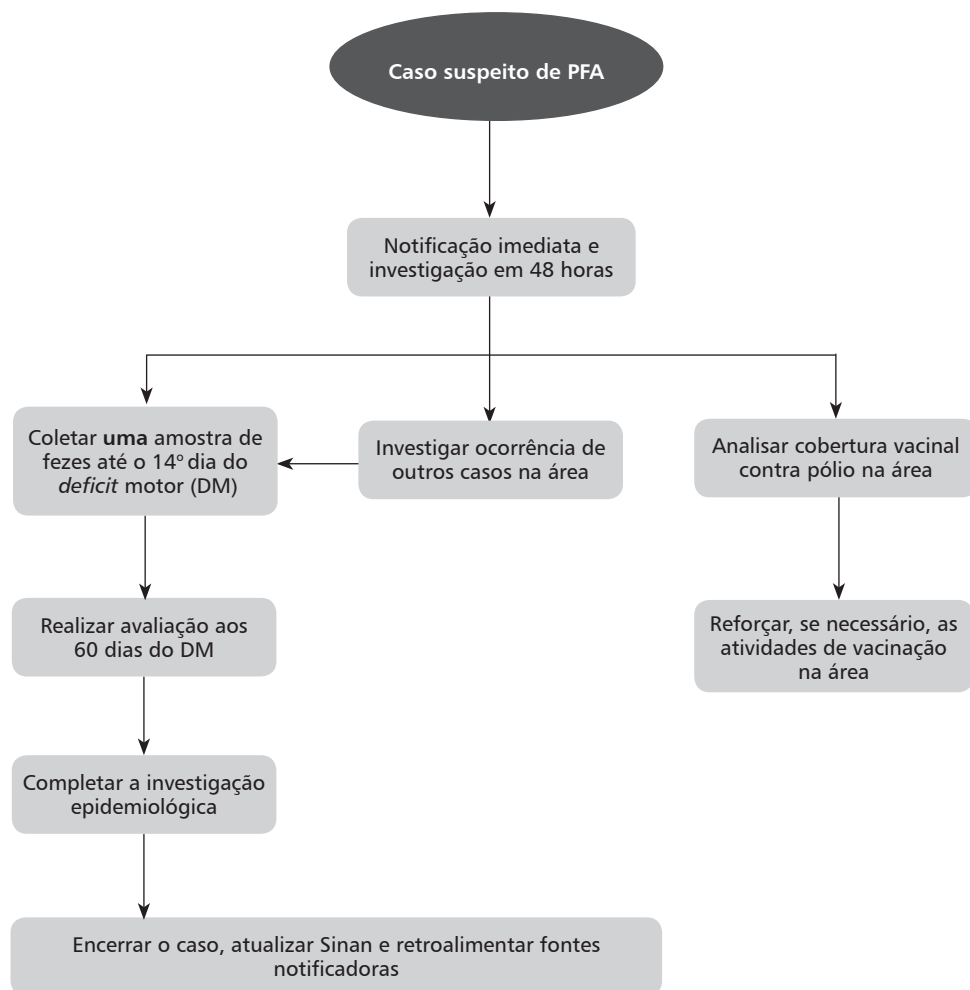 Caso suspeito de PFA
Notificação imediata e
investigação em 48 horas
Coletar uma amostra de
fezes até o 14º dia do
deficit motor (DM)
Investigar ocorrência de
outros casos na área
Analisar cobertura vacinal
contra pólio na área
Realizar avaliação aos
60 dias do DM
Reforçar, se necessário, as
atividades de vacinação
na área
Completar a investigação
epidemiológica
Encerrar o caso, atualizar Sinan e retroalimentar fontes
notificadoras